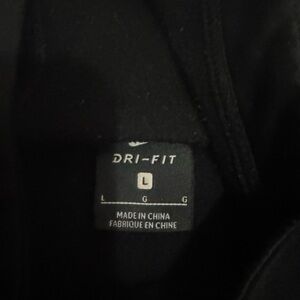 DRI-FIT
L
L G G
MADE IN CHINA
FABRIQUÉ EN CHINE